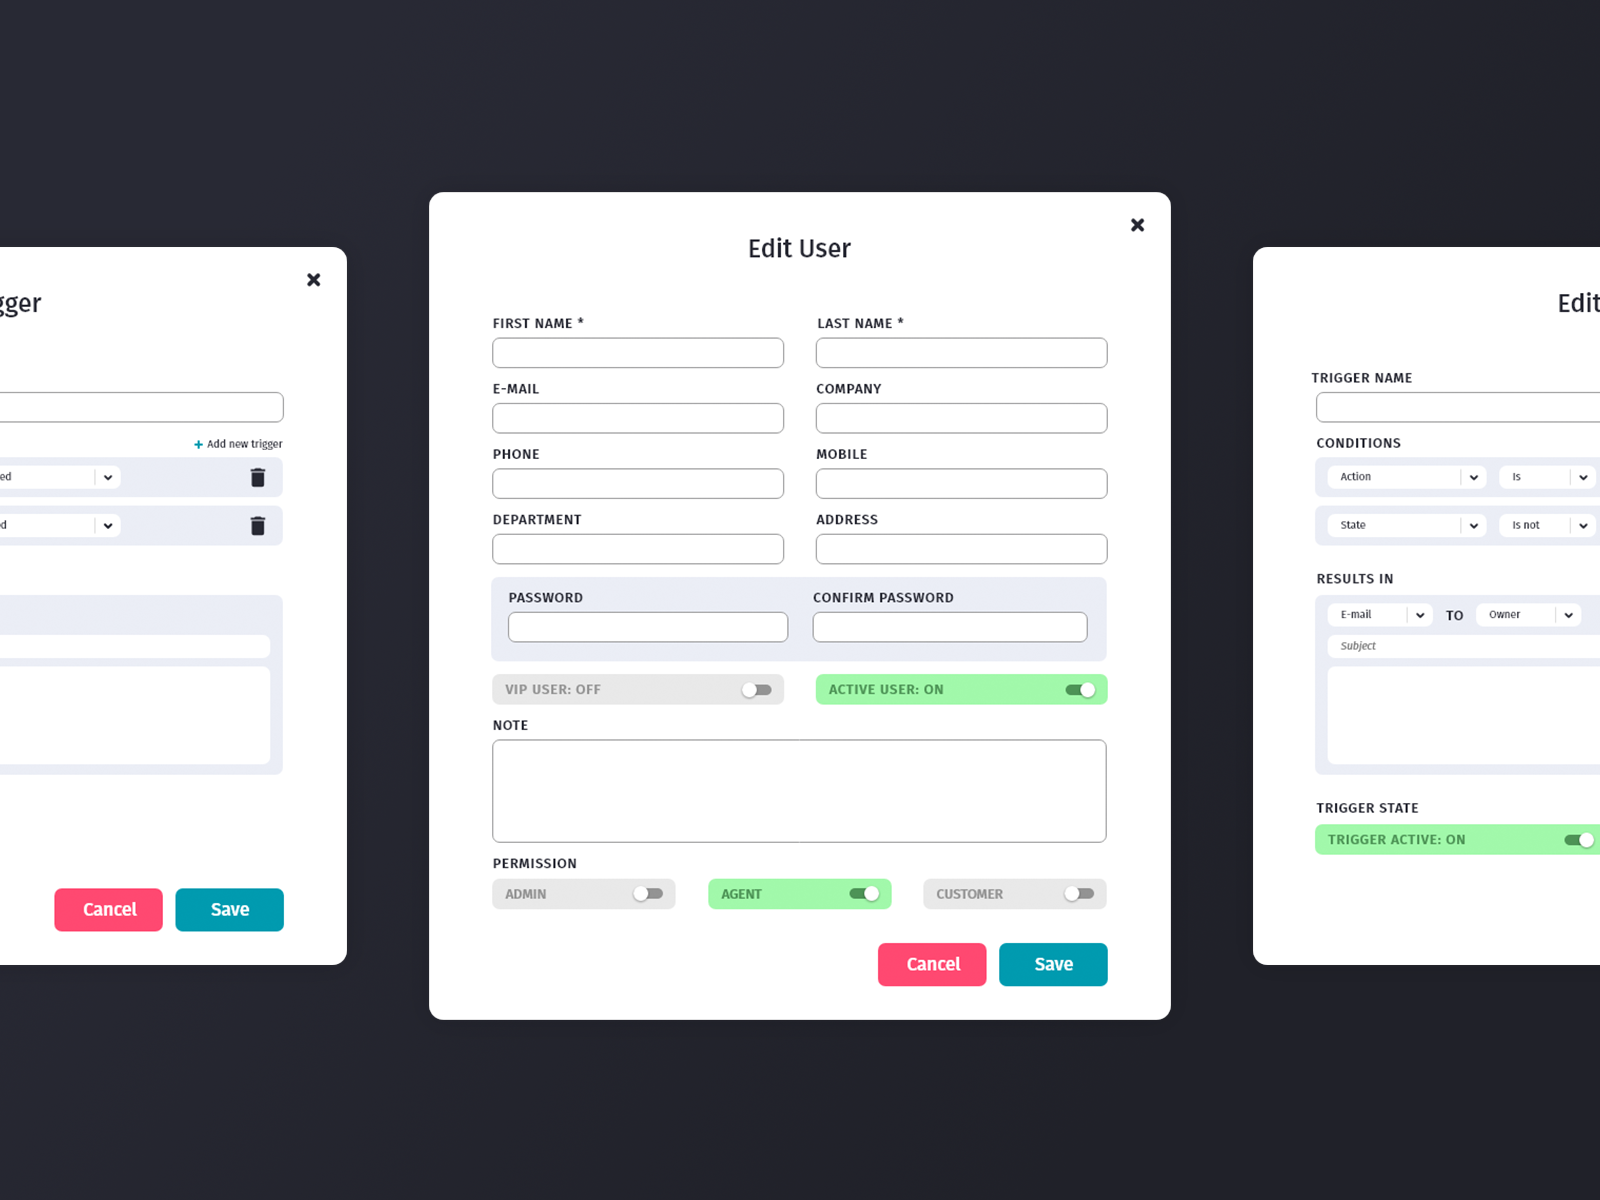 gger
+ Add new trigger
ed
ed
Cancel Save
Edit User
FIRST NAME * LAST NAME *
E-MAIL COMPANY
PHONE MOBILE
DEPARTMENT ADDRESS
PASSWORD CONFIRM PASSWORD
VIP USER: OFF ACTIVE USER: ON
NOTE
PERMISSION
ADMIN AGENT CUSTOMER
Cancel Save
Edit
TRIGGER NAME
CONDITIONS
Action Is
State Is not
RESULTS IN
E-mail TO Owner
Subject
TRIGGER STATE
TRIGGER ACTIVE: ON